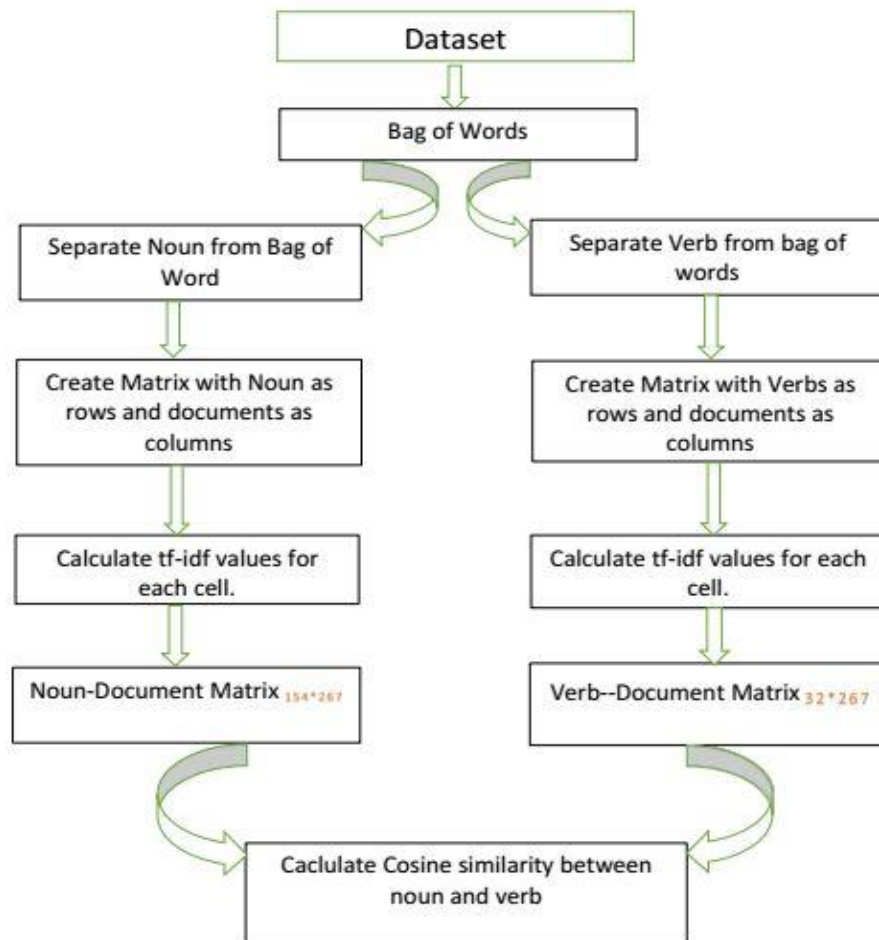 Dataset
Bag of Words
Separate Noun from Bag of
Word
Separate Verb from bag of
words
Create Matrix with Noun as
rows and documents as
columns
Create Matrix with Verbs as
rows and documents as
columns
Calculate tf-idf values for
each cell.
Calculate tf-idf values for each
cell.
Noun-Document Matrix 154*267
Verb--Document Matrix 32*267
Caclulate Cosine similarity between
noun and verb